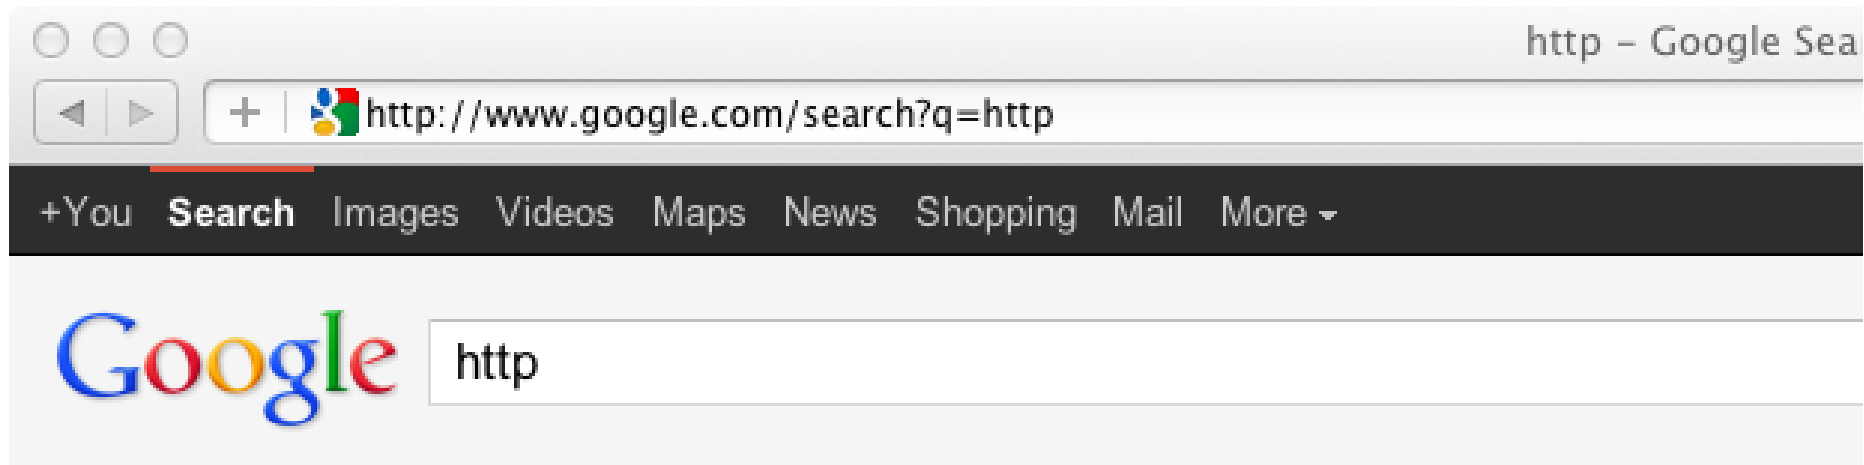 http – Google Sear
http://www.google.com/search?q=http
+You Search Images Videos Maps News Shopping Mail More
Google http